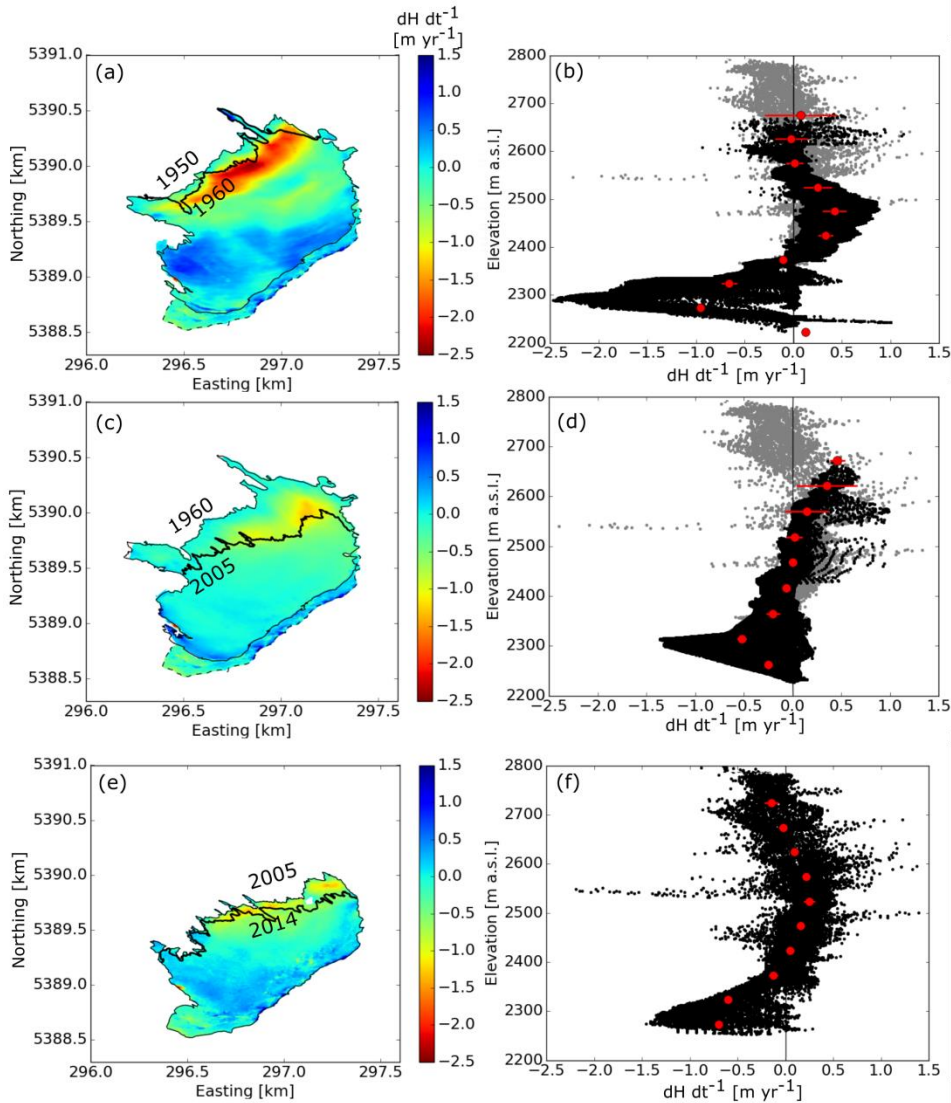 dH dt⁻¹
[m yr⁻¹]
(a)
5391.0
5390.5
5390.0
5389.5
5389.0
5388.5
Northing [km]
1950
1960
296.0 296.5 297.0 297.5
Easting [km]
1.5
1.0
0.5
0.0
−0.5
−1.0
−1.5
−2.0
−2.5
(b)
2800
2700
2600
2500
2400
2300
2200
Elevation [m a.s.l.]
−2.5 −2.0 −1.5 −1.0 −0.5 0.0 0.5 1.0 1.5
dH dt⁻¹ [m yr⁻¹]
(c)
5391.0
5390.5
5390.0
5389.5
5389.0
5388.5
Northing [km]
1960
2005
296.0 296.5 297.0 297.5
Easting [km]
1.5
1.0
0.5
0.0
−0.5
−1.0
−1.5
−2.0
−2.5
(d)
2800
2700
2600
2500
2400
2300
2200
Elevation [m a.s.l.]
−2.5 −2.0 −1.5 −1.0 −0.5 0.0 0.5 1.0 1.5
dH dt⁻¹ [m yr⁻¹]
(e)
5391.0
5390.5
5390.0
5389.5
5389.0
5388.5
Northing [km]
2005
2014
296.0 296.5 297.0 297.5
Easting [km]
1.5
1.0
0.5
0.0
−0.5
−1.0
−1.5
−2.0
−2.5
(f)
2800
2700
2600
2500
2400
2300
2200
Elevation [m a.s.l.]
−2.5 −2.0 −1.5 −1.0 −0.5 0.0 0.5 1.0 1.5
dH dt⁻¹ [m yr⁻¹]